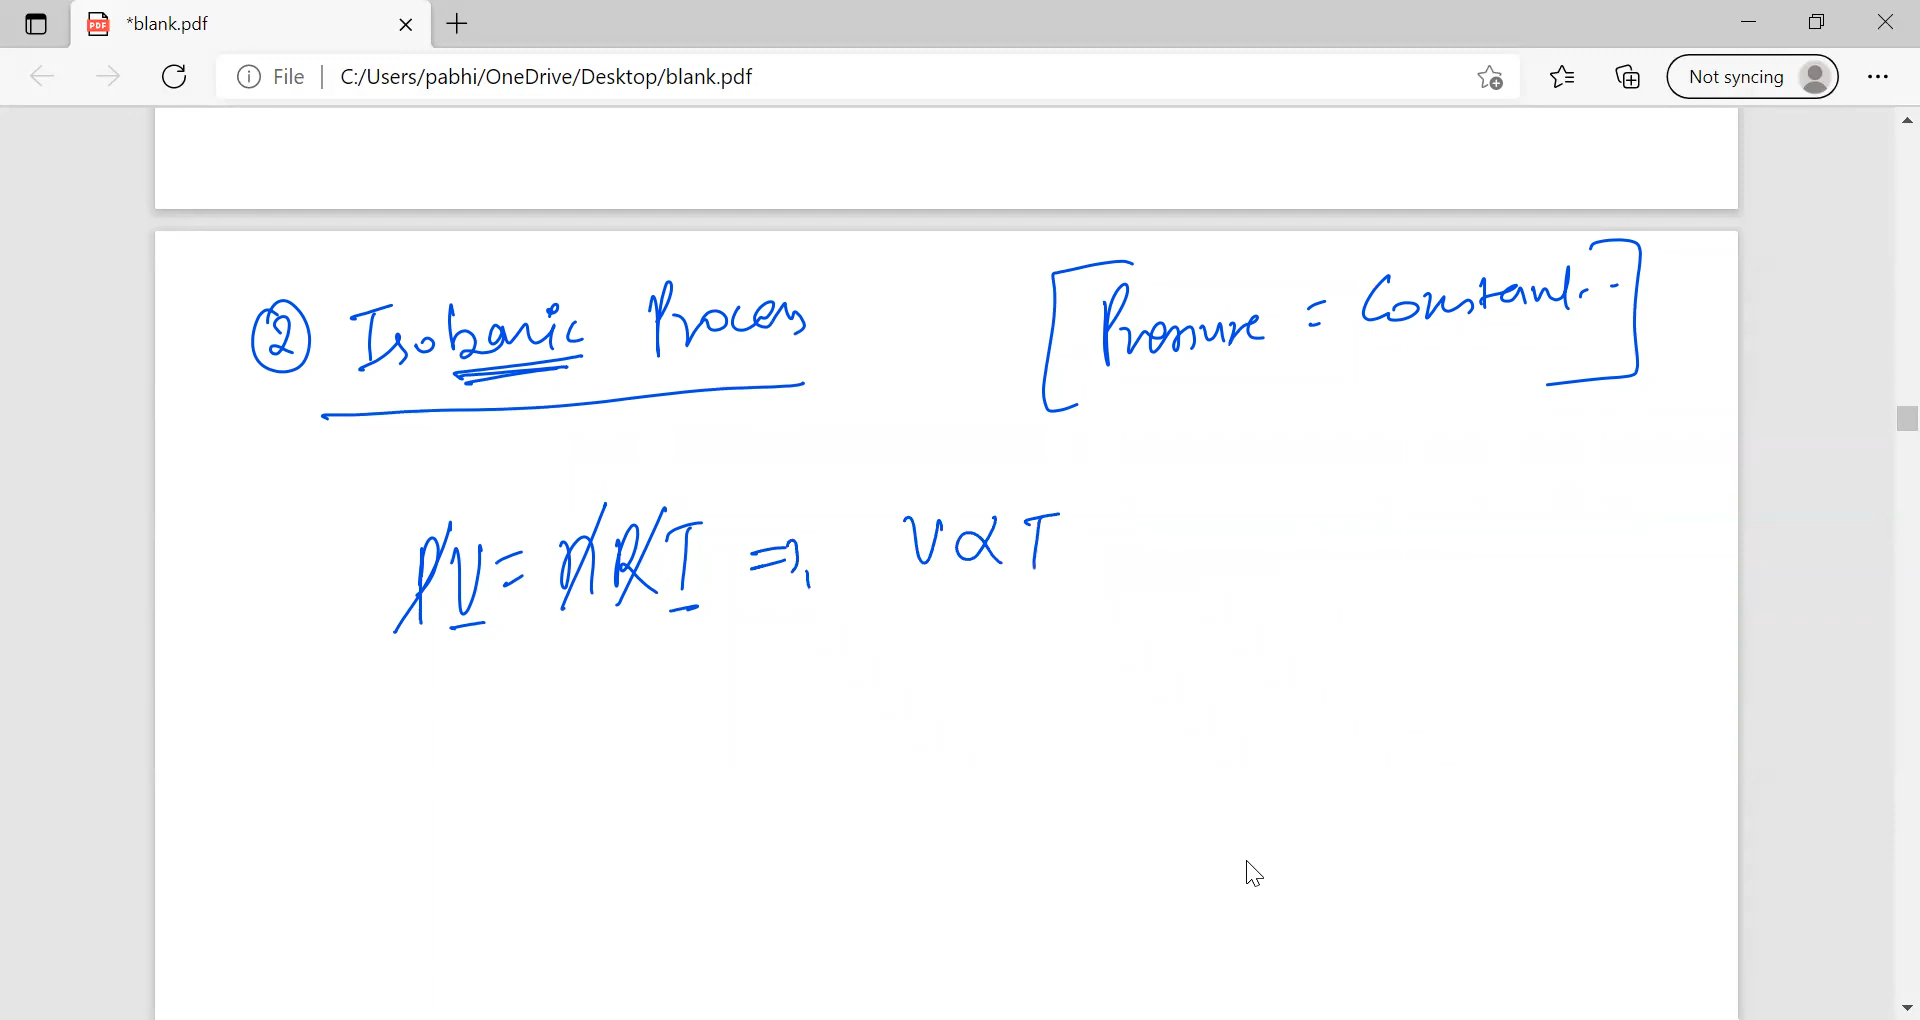 *blank.pdf
File C:/Users/pabhi/OneDrive/Desktop/blank.pdf Not syncing
② Isobaric Process [Pressure = Constant..]
PV = nRT ⇒, V ∝ T